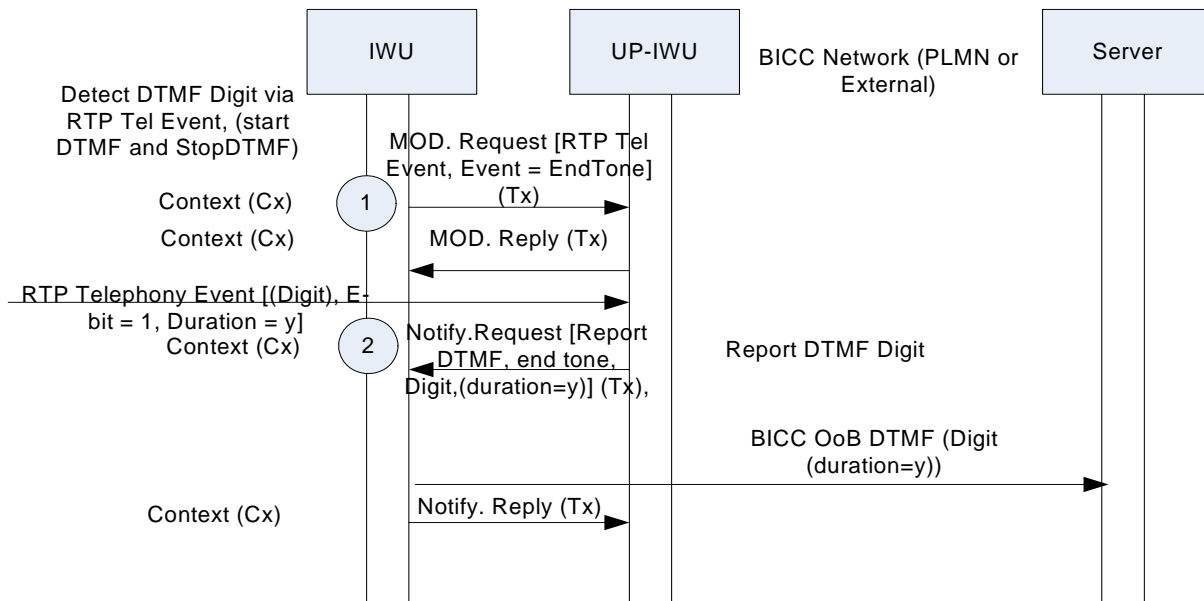 IWU
UP-IWU
BICC Network (PLMN or
External)
Server
Detect DTMF Digit via
RTP Tel Event, (start
DTMF and StopDTMF)
MOD. Request [RTP Tel
Event, Event = EndTone]
(Tx)
Context (Cx)
1
Context (Cx)
MOD. Reply (Tx)
RTP Telephony Event [(Digit), E-
bit = 1, Duration = y]
Context (Cx)
2
Notify.Request [Report
DTMF, end tone,
Digit,(duration=y)] (Tx),
Report DTMF Digit
BICC OoB DTMF (Digit
(duration=y))
Context (Cx)
Notify. Reply (Tx)